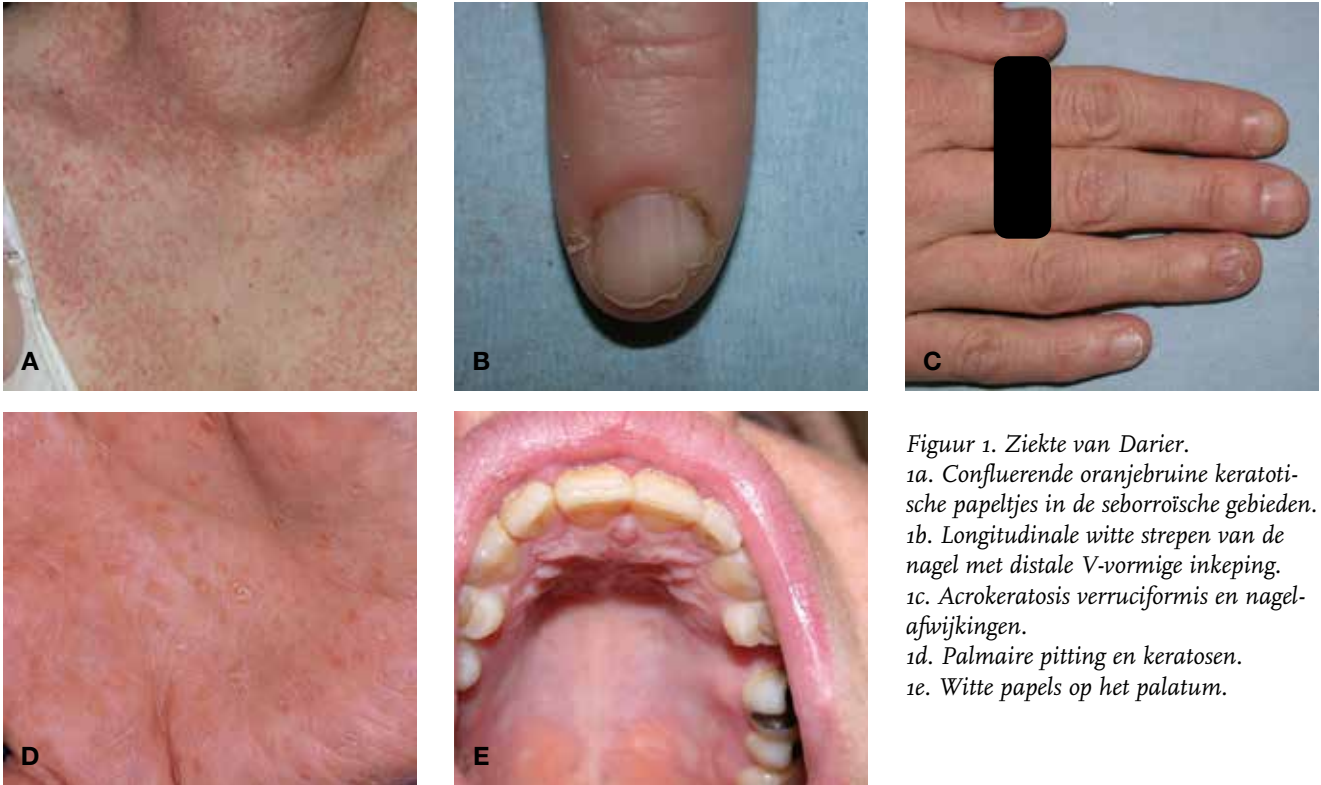 A
B
C
D
E
Figuur 1. Ziekte van Darier.
1a. Confluerende oranjebruine keratoti-
sche papeltjes in de seborroïsche gebieden.
1b. Longitudinale witte strepen van de
nagel met distale V-vormige inkeping.
1c. Acrokeratosis verruciformis en nagel-
afwijkingen.
1d. Palmaire pitting en keratosen.
1e. Witte papels op het palatum.